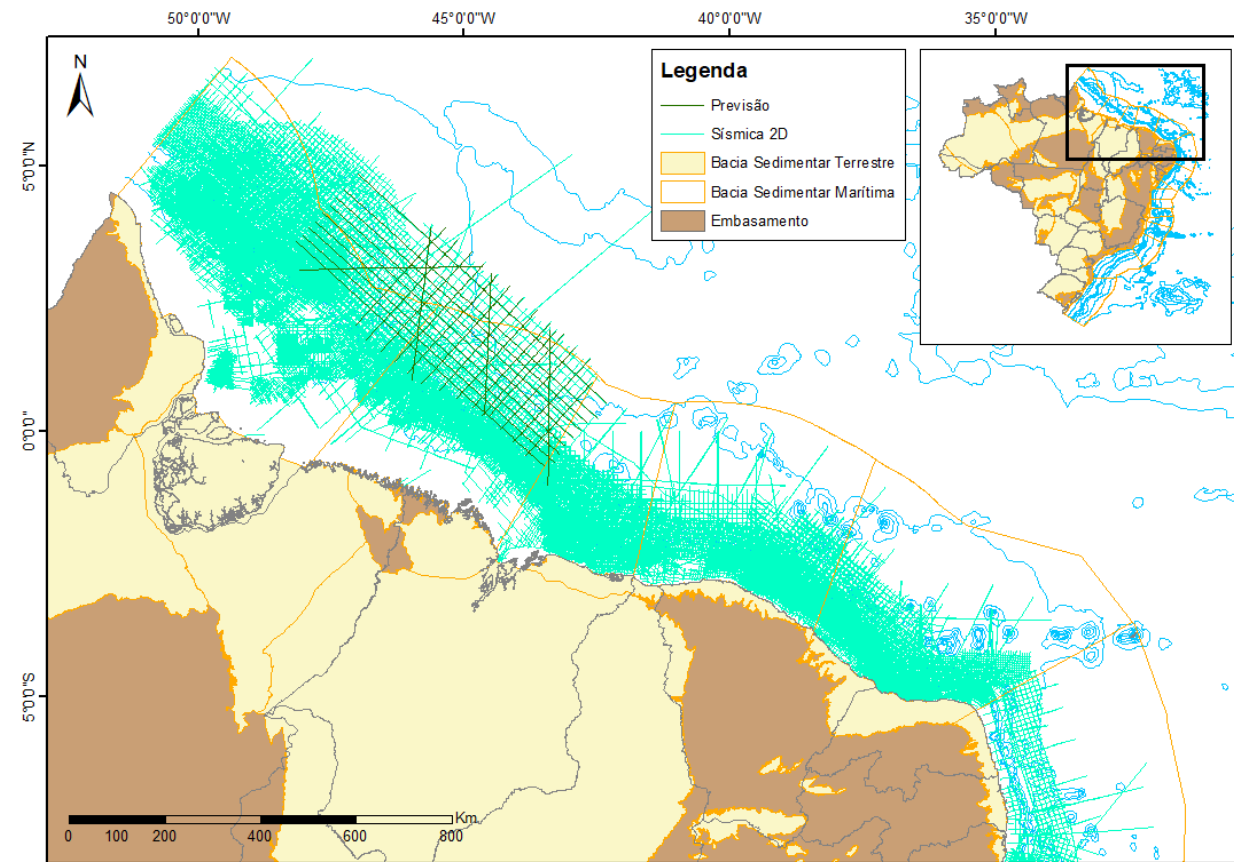 50°0'0"W 45°0'0"W 40°0'0"W 35°0'0"W
N
Legenda
Previsão
Sísmica 2D
Bacia Sedimentar Terrestre
Bacia Sedimentar Marítima
Embasamento
5°0'0"N
0°0'0"
5°0'0"S
Km
0 100 200 400 600 800